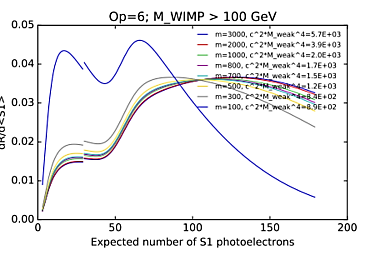 Op=6; M_WIMP > 100 GeV
0.05
0.04
0.03
0.02
0.01
0.00
dR/d<S1>
m=3000, c^2*M_weak^4=5.7E+03
m=2000, c^2*M_weak^4=3.9E+03
m=1000, c^2*M_weak^4=2.0E+03
m=800, c^2*M_weak^4=1.7E+03
m=700, c^2*M_weak^4=1.5E+03
m=500, c^2*M_weak^4=1.2E+03
m=300, c^2*M_weak^4=8.4E+02
m=100, c^2*M_weak^4=8.9E+02
0 50 100 150 200
Expected number of S1 photoelectrons